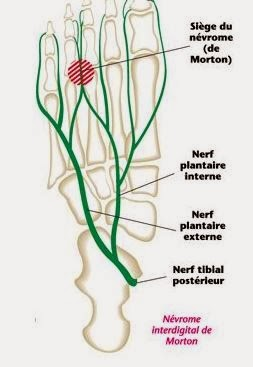 Siège du
névrome
(de
Morton)
Nerf
plantaire
interne
Nerf
plantaire
externe
Nerf tibial
postérieur
Névrome
interdigital de
Morton